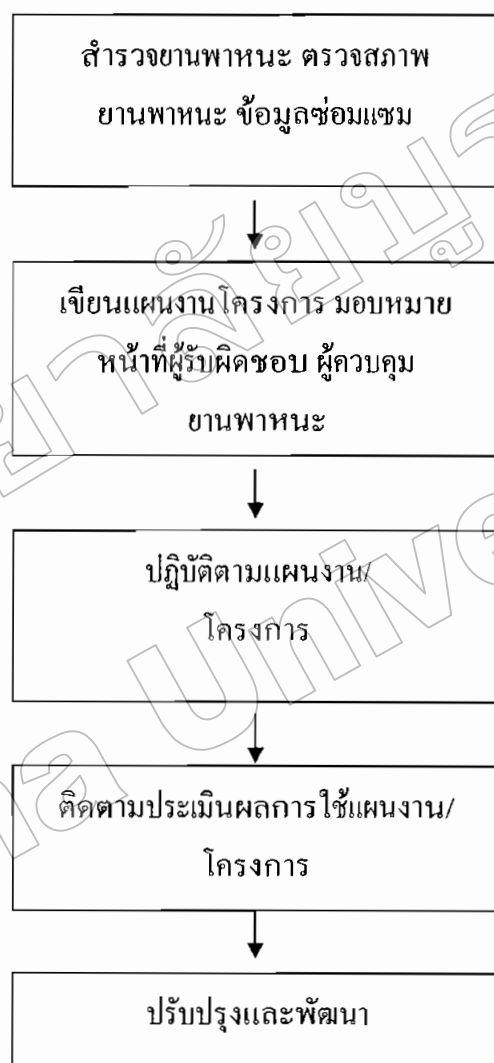 สำรวจยานพาหนะ ตรวจสภาพ
ยานพาหนะ ข้อมูลซ่อมแซม
เขียนแผนงานโครงการ มอบหมาย
หน้าที่ผู้รับผิดชอบ ผู้ควบคุม
ยานพาหนะ
ปฏิบัติตามแผนงาน/
โครงการ
ติดตามประเมินผลการใช้แผนงาน/
โครงการ
ปรับปรุงและพัฒนา